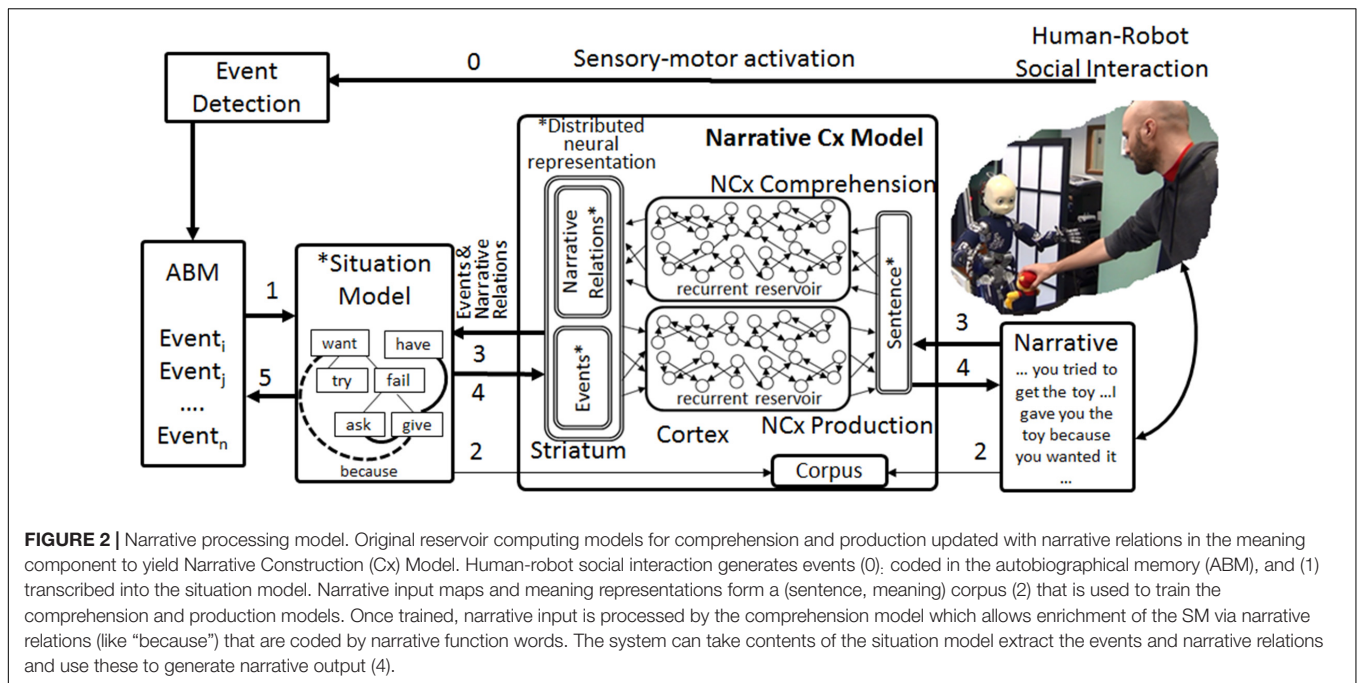 Human-Robot
Social Interaction
0
Sensory-motor activation
Event
Detection
*Distributed
neural
representation
Narrative Cx Model
NCx Comprehension
ABM
Event_i
Event_j
....
Event_n
1
5
*Situation
Model
want
have
try
fail
ask
give
because
Events &
Narrative
Relations
3
4
2
Narrative
Relations*
Events*
Striatum
recurrent reservoir
recurrent reservoir
Cortex
NCx Production
Sentence*
Corpus
3
4
2
Narrative
... you tried to
get the toy ...I
gave you the
toy because
you wanted it
...
FIGURE 2 | Narrative processing model. Original reservoir computing models for comprehension and production updated with narrative relations in the meaning
component to yield Narrative Construction (Cx) Model. Human-robot social interaction generates events (0); coded in the autobiographical memory (ABM), and (1)
transcribed into the situation model. Narrative input maps and meaning representations form a (sentence, meaning) corpus (2) that is used to train the
comprehension and production models. Once trained, narrative input is processed by the comprehension model which allows enrichment of the SM via narrative
relations (like “because”) that are coded by narrative function words. The system can take contents of the situation model extract the events and narrative relations
and use these to generate narrative output (4).